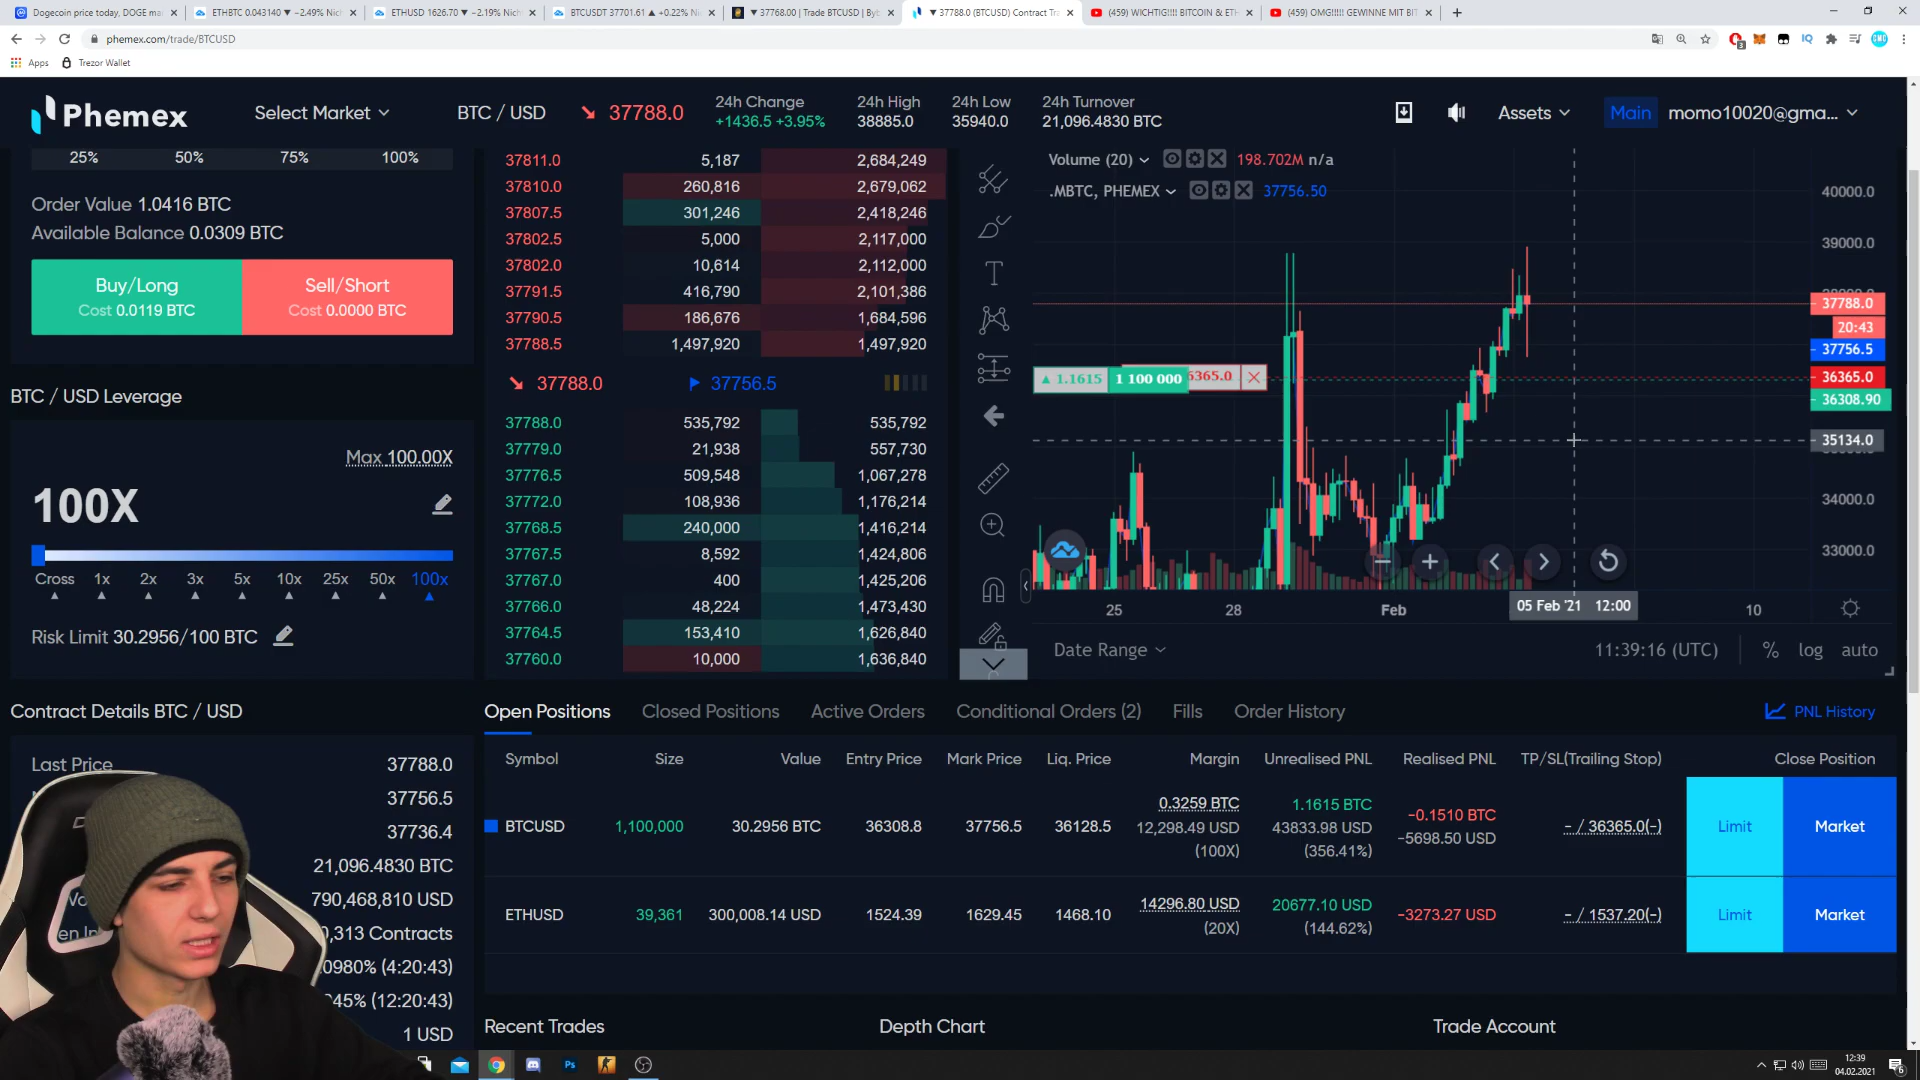 Dogecoin price today, DOGE mar
ETHBTC 0.043140 ▼ −2.49% Nich
ETHUSD 1626.70 ▼ −2.19% Nich
BTCUSDT 37701.61 ▲ +0.22% Nich
▼ 37768.00 | Trade BTCUSD | Byb
▼ 37788.0 (BTCUSD) Contract Tra
(459) WICHTIG!!!! BITCOIN & ETH
(459) OMG!!!!! GEWINNE MIT BIT
phemex.com/trade/BTCUSD
Apps Trezor Wallet
Phemex
Select Market
BTC / USD
37788.0
24h Change
+1436.5 +3.95%
24h High
38885.0
24h Low
35940.0
24h Turnover
21,096.4830 BTC
Assets
Main
momo10020@gma...
25% 50% 75% 100%
Order Value 1.0416 BTC
Available Balance 0.0309 BTC
Buy/Long
Cost 0.0119 BTC
Sell/Short
Cost 0.0000 BTC
BTC / USD Leverage
Max 100.00X
100X
Cross 1x 2x 3x 5x 10x 25x 50x 100x
Risk Limit 30.2956/100 BTC
37811.0 5,187 2,684,249
37810.0 260,816 2,679,062
37807.5 301,246 2,418,246
37802.5 5,000 2,117,000
37802.0 10,614 2,112,000
37791.5 416,790 2,101,386
37790.5 186,676 1,684,596
37788.5 1,497,920 1,497,920
37788.0 37756.5
37788.0 535,792 535,792
37779.0 21,938 557,730
37776.5 509,548 1,067,278
37772.0 108,936 1,176,214
37768.5 240,000 1,416,214
37767.5 8,592 1,424,806
37767.0 400 1,425,206
37766.0 48,224 1,473,430
37764.5 153,410 1,626,840
37760.0 10,000 1,636,840
Volume (20) 198.702M n/a
.MBTC, PHEMEX 37756.50
40000.0
39000.0
37788.0
20:43
37756.5
36365.0
36308.90
35134.0
34000.0
33000.0
▲ 1.1615 1 100 000 6365.0
25 28 Feb 05 Feb '21 12:00 10
Date Range
11:39:16 (UTC) % log auto
Contract Details BTC / USD
Last Price 37788.0
37756.5
37736.4
21,096.4830 BTC
790,468,810 USD
0,313 Contracts
0980% (4:20:43)
45% (12:20:43)
1 USD
Open Positions Closed Positions Active Orders Conditional Orders (2) Fills Order History
PNL History
Symbol Size Value Entry Price Mark Price Liq. Price Margin Unrealised PNL Realised PNL TP/SL(Trailing Stop) Close Position
BTCUSD 1,100,000 30.2956 BTC 36308.8 37756.5 36128.5
0.3259 BTC
12,298.49 USD
(100X)
1.1615 BTC
43833.98 USD
(356.41%)
−0.1510 BTC
−5698.50 USD
- / 36365.0(-)
Limit Market
ETHUSD 39,361 300,008.14 USD 1524.39 1629.45 1468.10
14296.80 USD
(20X)
20677.10 USD
(144.62%)
−3273.27 USD
- / 1537.20(-)
Limit Market
Recent Trades
Depth Chart
Trade Account
12:39
04.02.2021